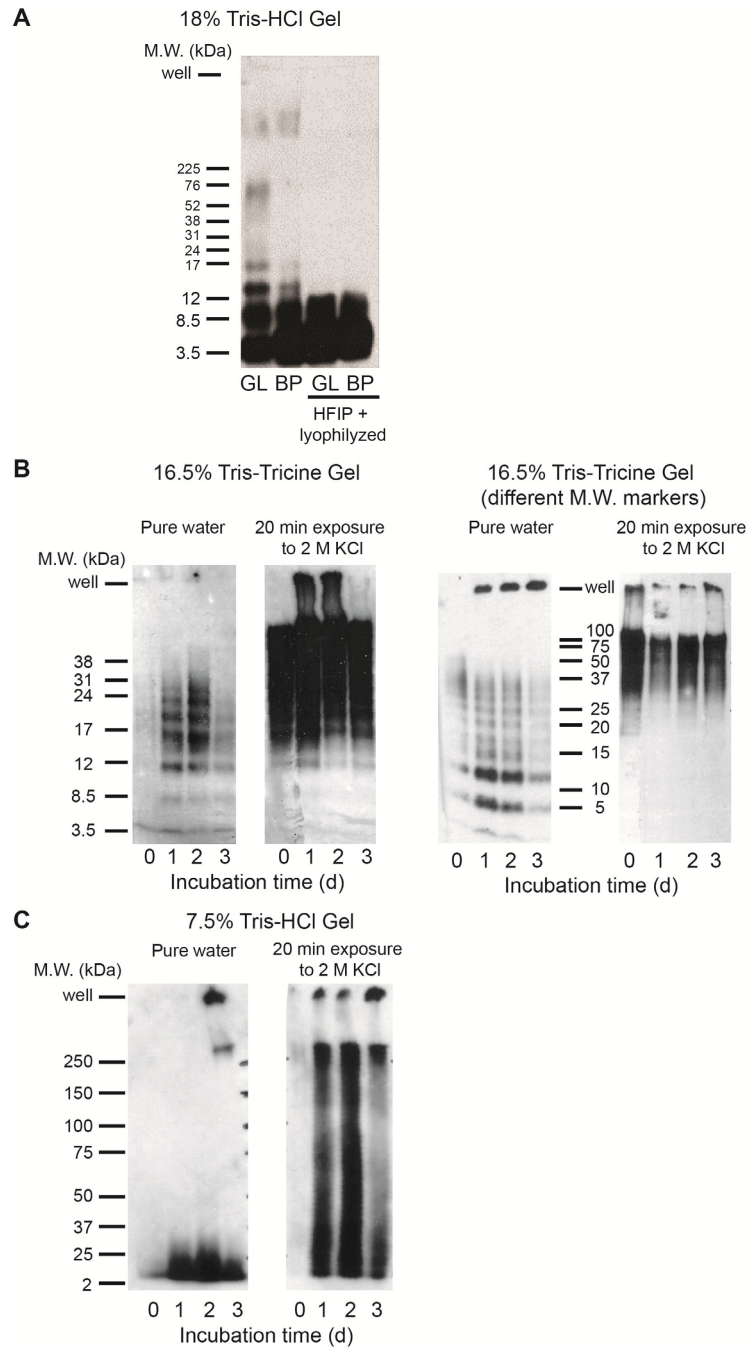 A
18% Tris-HCl Gel
M.W. (kDa)
well
225
76
52
38
31
24
17
12
8.5
3.5
GL BP GL BP
HFIP +
lyophilyzed
B
16.5% Tris-Tricine Gel
Pure water
20 min exposure
to 2 M KCl
M.W. (kDa)
well
38
31
24
17
12
8.5
3.5
0 1 2 3 0 1 2 3
Incubation time (d)
16.5% Tris-Tricine Gel
(different M.W. markers)
Pure water
20 min exposure
to 2 M KCl
well
100
75
50
37
25
20
15
10
5
0 1 2 3 0 1 2 3
Incubation time (d)
C
7.5% Tris-HCl Gel
Pure water
20 min exposure
to 2 M KCl
M.W. (kDa)
well
250
150
100
75
50
37
25
2
0 1 2 3 0 1 2 3
Incubation time (d)